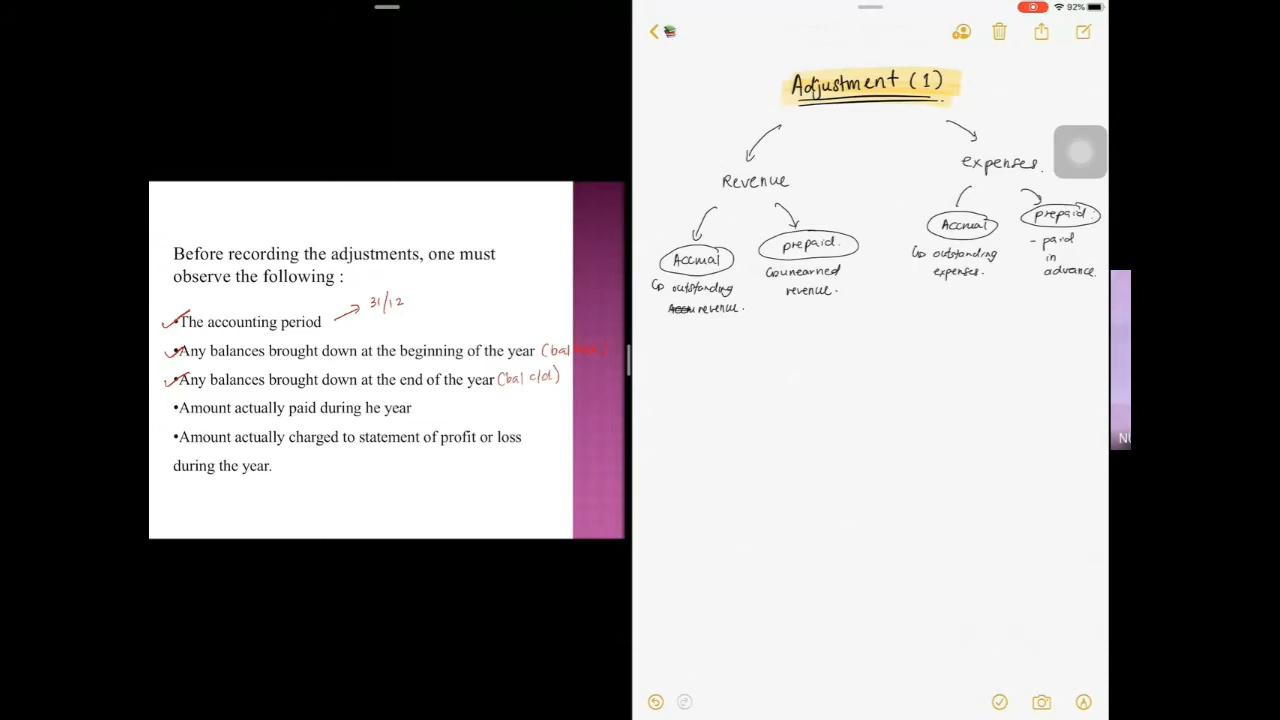 Before recording the adjustments, one must
observe the following :
•The accounting period
31/12
•Any balances brought down at the beginning of the year (bal
•Any balances brought down at the end of the year (bal c/d)
•Amount actually paid during he year
•Amount actually charged to statement of profit or loss
during the year.
92%
Adjustment (1)
Revenue
expenses.
Accrual
outstanding
revenue.
prepaid.
unearned
revenue.
Accrual
outstanding
expenses.
prepaid.
- paid
in
advance.